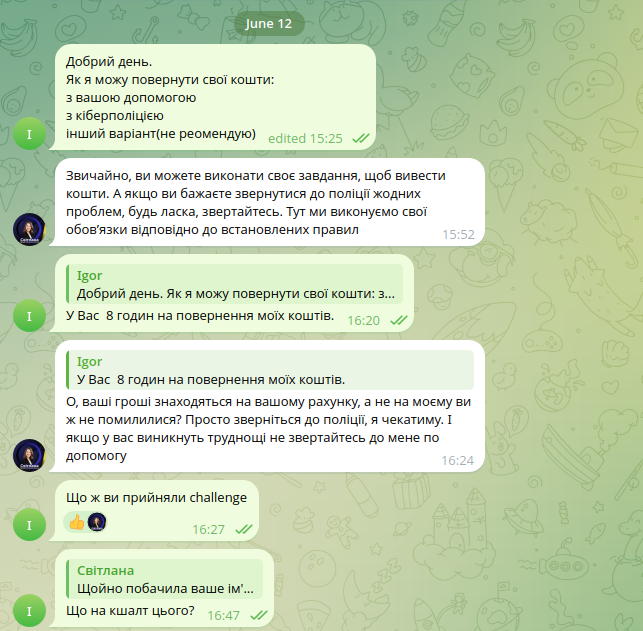 June 12
Добрий день.
Як я можу повернути свої кошти:
з вашою допомогою
з кіберполіцією
інший варіант(не реомендую)
edited 15:25
I
Звичайно, ви можете виконати своє завдання, щоб вивести
кошти. А якщо ви бажаєте звернутися до поліції жодних
проблем, будь ласка, звертайтесь. Тут ми виконуємо свої
обов’язки відповідно до встановлених правил
15:52
Igor
Добрий день. Як я можу повернути свої кошти: з...
У Вас 8 годин на повернення моїх коштів.
16:20
I
Igor
У Вас 8 годин на повернення моїх коштів.
О, ваші гроші знаходяться на вашому рахунку, а не на моєму ви
ж не помилилися? Просто зверніться до поліції, я чекатиму. І
якщо у вас виникнуть труднощі не звертайтесь до мене по
допомогу
16:24
Що ж ви прийняли challenge
16:27
I
Світлана
Щойно побачила ваше ім'...
Що на кшалт цього?
16:47
I